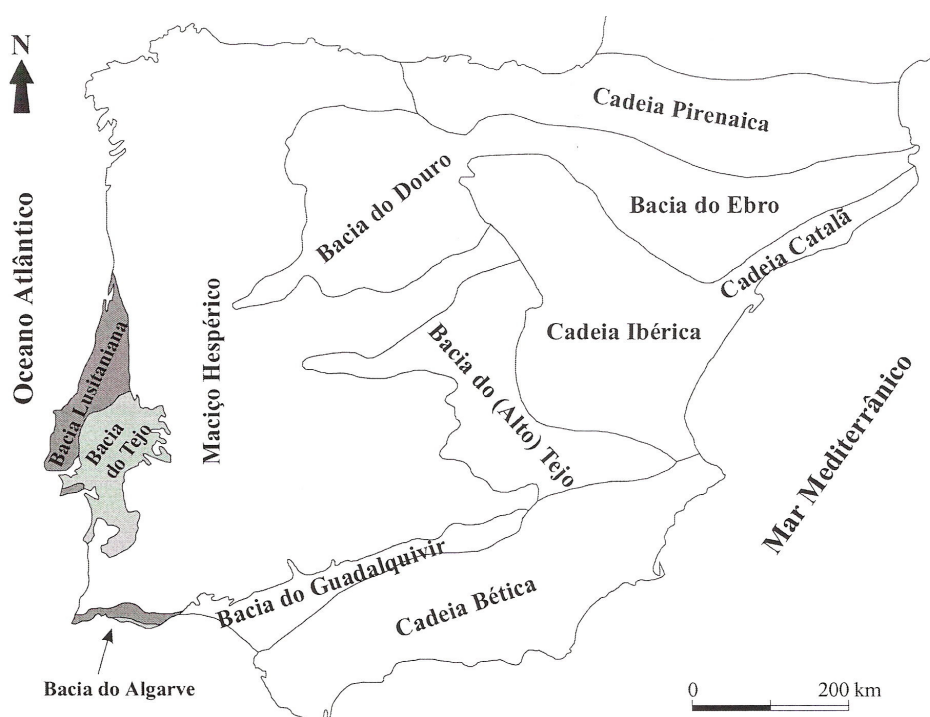 N
Cadeia Pirenaica
Bacia do Douro
Bacia do Ebro
Cadeia Catalã
Oceano Atlântico
Maciço Hespérico
Cadeia Ibérica
Bacia Lusitaniana
Bacia
do Tejo
Bacia do (Alto) Tejo
Mar Mediterrânico
Bacia do Guadalquivir
Cadeia Bética
Bacia do Algarve
0 200 km